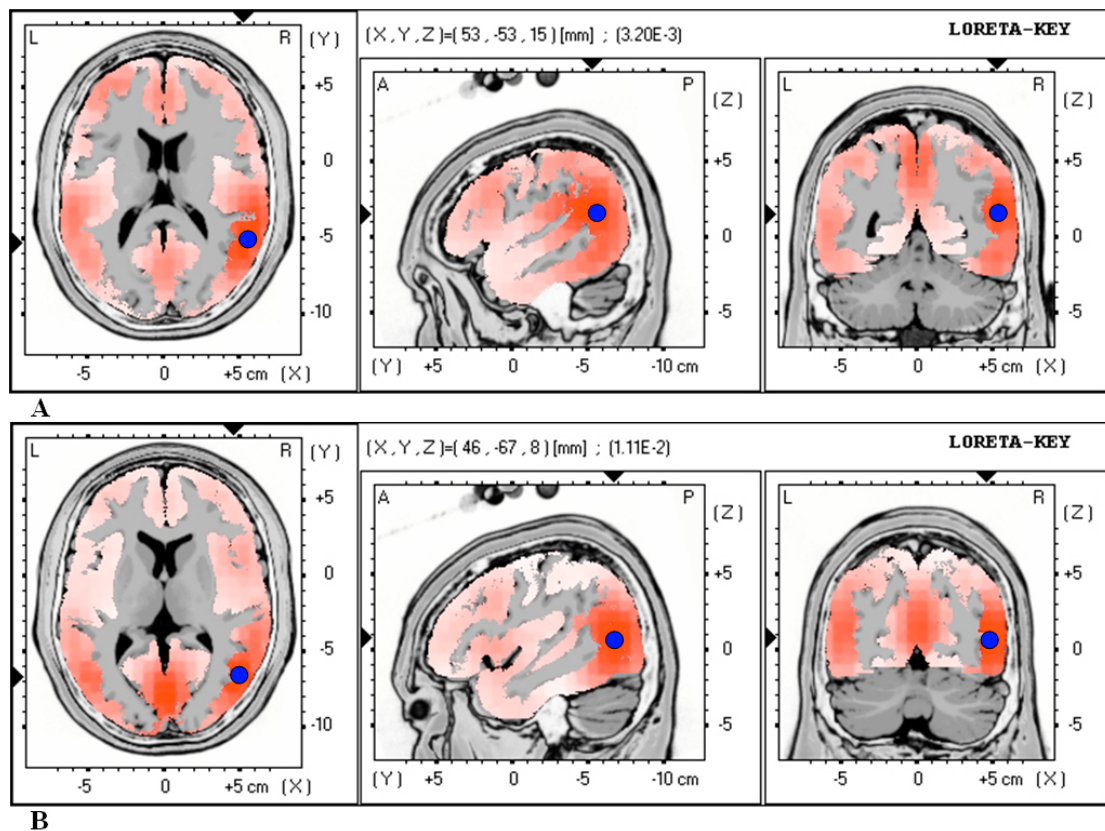 (X, Y, Z)=(53, -53, 15) [mm] ; (3.20E-3) LORETA-KEY
L R (Y) A P (Z) L R (Z)
+5 +5 +5
0 0 0
-5 -5 -5
-10
-5 0 +5 cm (X) (Y) +5 0 -5 -10 cm -5 0 +5 cm (X)
A
(X, Y, Z)=(46, -67, 8) [mm] ; (1.11E-2) LORETA-KEY
L R (Y) A P (Z) L R (Z)
+5 +5 +5
0 0 0
-5 -5 -5
-10
-5 0 +5 cm (X) (Y) +5 0 -5 -10 cm -5 0 +5 cm (X)
B